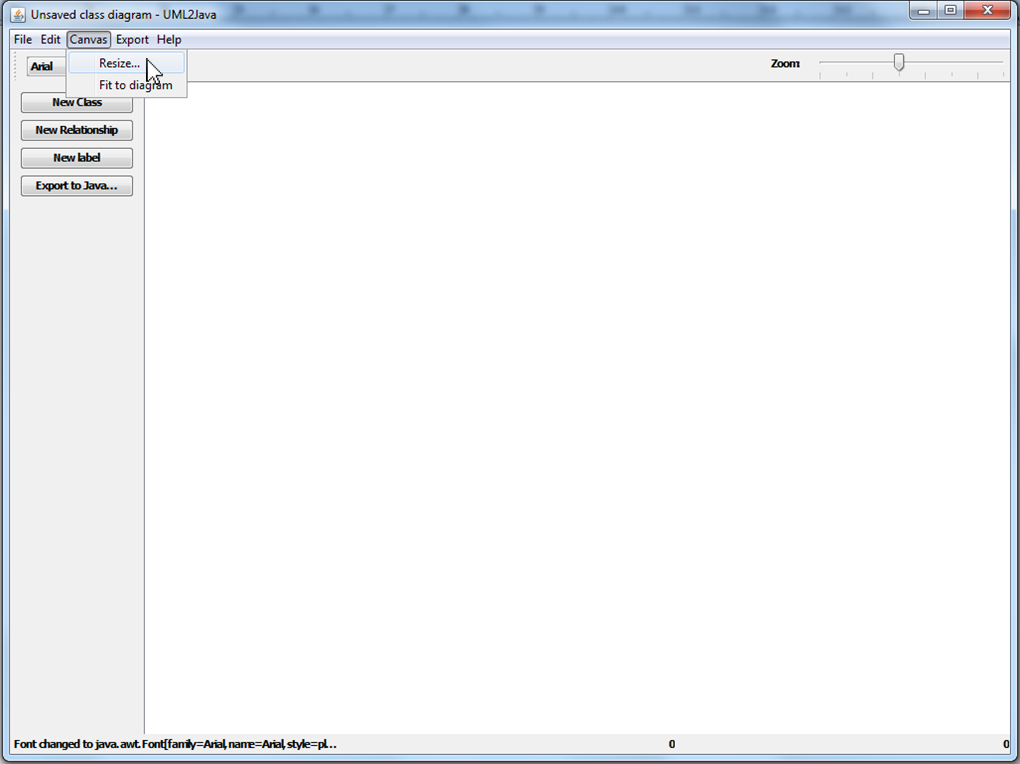 Unsaved class diagram - UML2Java
File Edit Canvas Export Help
Resize...
Fit to diagram
Arial
Zoom
New Class
New Relationship
New label
Export to Java...
Font changed to java.awt.Font[family=Arial,name=Arial,style=pl... 0 0